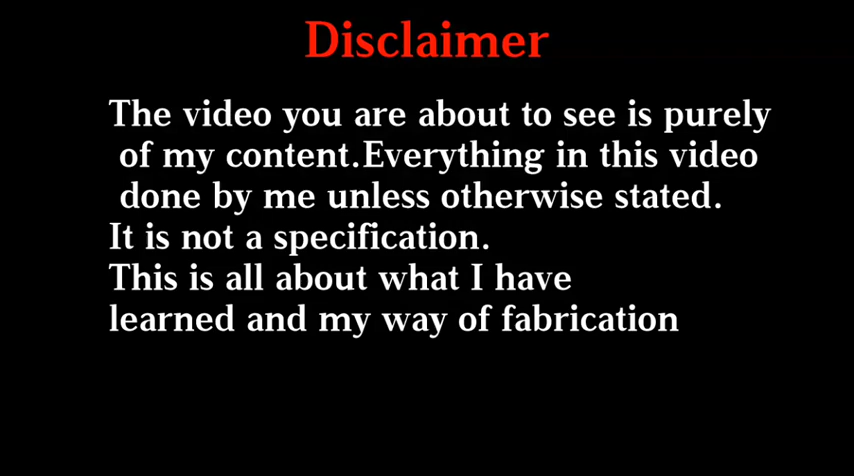 Disclaimer
The video you are about to see is purely
of my content.Everything in this video
done by me unless otherwise stated.
It is not a specification.
This is all about what I have
learned and my way of fabrication